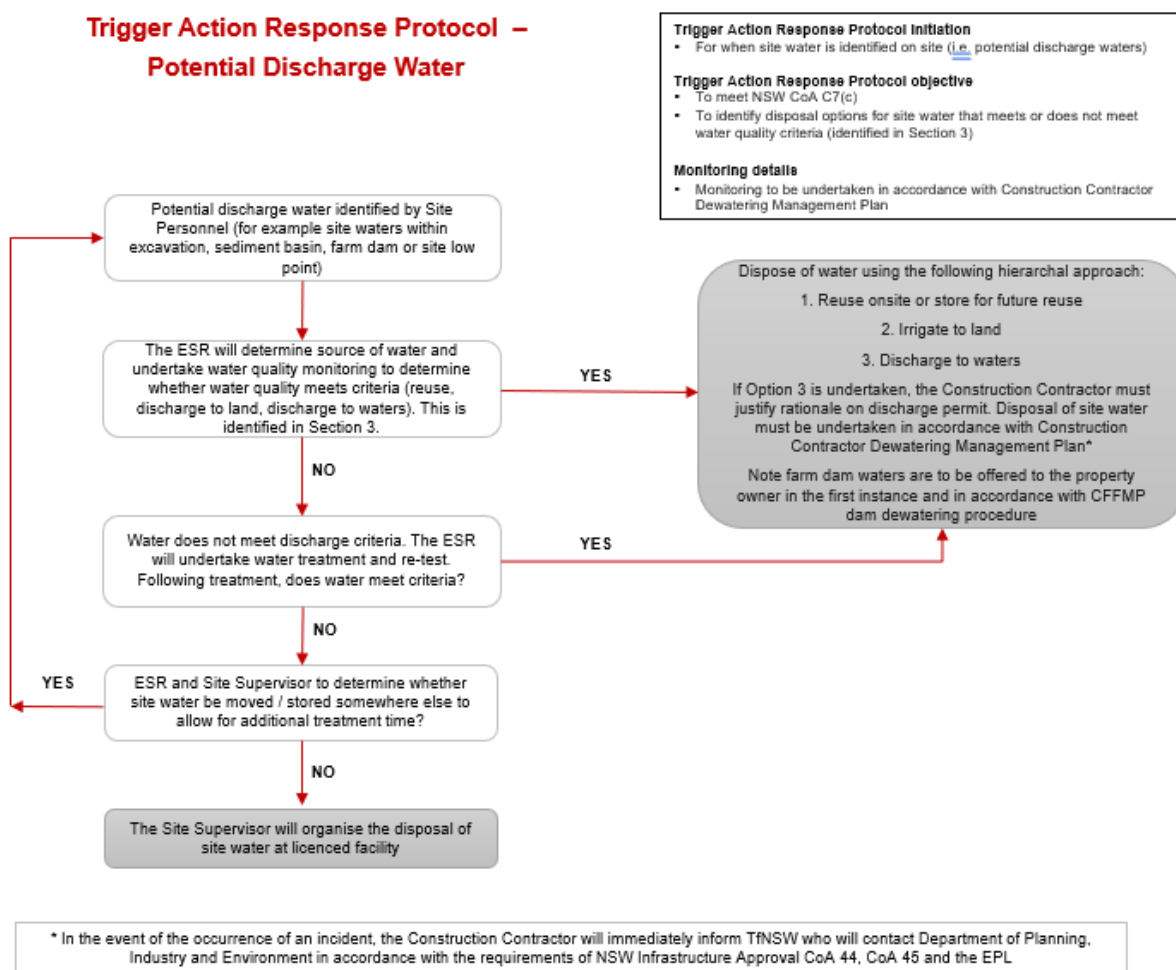 Trigger Action Response Protocol –
Potential Discharge Water
Trigger Action Response Protocol Initiation
▪ For when site water is identified on site (i.e. potential discharge waters)
Trigger Action Response Protocol objective
▪ To meet NSW CoA C7(c)
▪ To identify disposal options for site water that meets or does not meet
water quality criteria (identified in Section 3)
Monitoring details
▪ Monitoring to be undertaken in accordance with Construction Contractor
Dewatering Management Plan
Potential discharge water identified by Site
Personnel (for example site waters within
excavation, sediment basin, farm dam or site low
point)
The ESR will determine source of water and
undertake water quality monitoring to determine
whether water quality meets criteria (reuse,
discharge to land, discharge to waters). This is
identified in Section 3.
YES
Dispose of water using the following hierarchal approach:
1. Reuse onsite or store for future reuse
2. Irrigate to land
3. Discharge to waters
If Option 3 is undertaken, the Construction Contractor must
justify rationale on discharge permit. Disposal of site water
must be undertaken in accordance with Construction
Contractor Dewatering Management Plan*
Note farm dam waters are to be offered to the property
owner in the first instance and in accordance with CFFMP
dam dewatering procedure
NO
Water does not meet discharge criteria. The ESR
will undertake water treatment and re-test.
Following treatment, does water meet criteria?
YES
NO
YES
ESR and Site Supervisor to determine whether
site water be moved / stored somewhere else to
allow for additional treatment time?
NO
The Site Supervisor will organise the disposal of
site water at licenced facility
* In the event of the occurrence of an incident, the Construction Contractor will immediately inform TfNSW who will contact Department of Planning,
Industry and Environment in accordance with the requirements of NSW Infrastructure Approval CoA 44, CoA 45 and the EPL